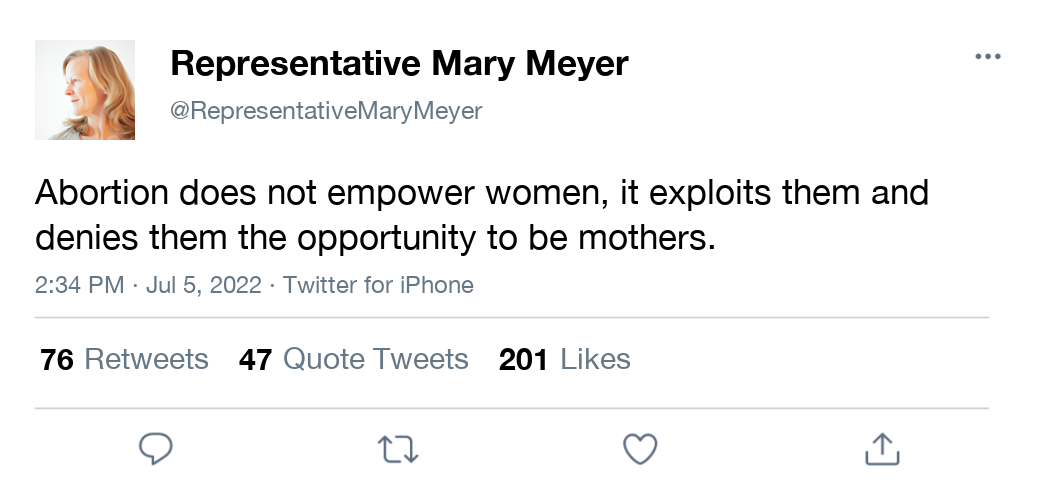 Representative Mary Meyer
@RepresentativeMaryMeyer
Abortion does not empower women, it exploits them and
denies them the opportunity to be mothers.
2:34 PM · Jul 5, 2022 · Twitter for iPhone
76 Retweets 47 Quote Tweets 201 Likes